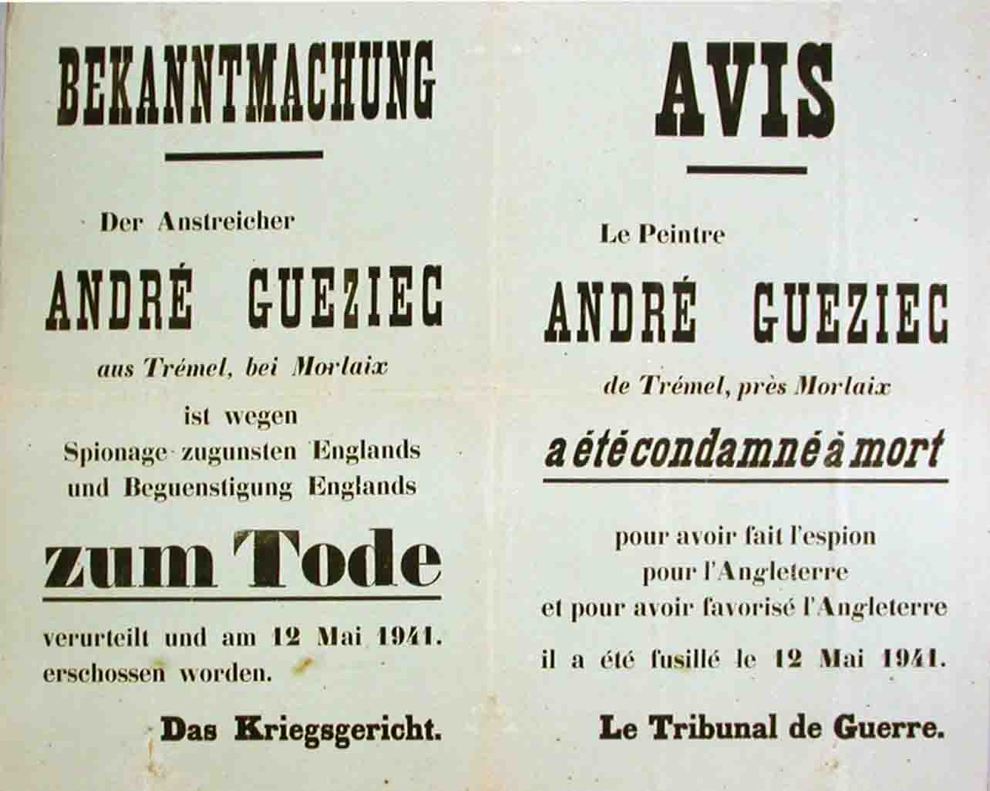 BEKANNTMACHUNG
Der Anstreicher
ANDRÉ GUEZIEC
aus Trémel, bei Morlaix
ist wegen
Spionage zugunsten Englands
und Beguenstigung Englands
zum Tode
verurteilt und am 12 Mai 1941.
erschossen worden.
Das Kriegsgericht.
AVIS
Le Peintre
ANDRÉ GUEZIEC
de Trémel, près Morlaix
a été condamné à mort
pour avoir fait l'espion
pour l'Angleterre
et pour avoir favorisé l'Angleterre
il a été fusillé le 12 Mai 1941.
Le Tribunal de Guerre.